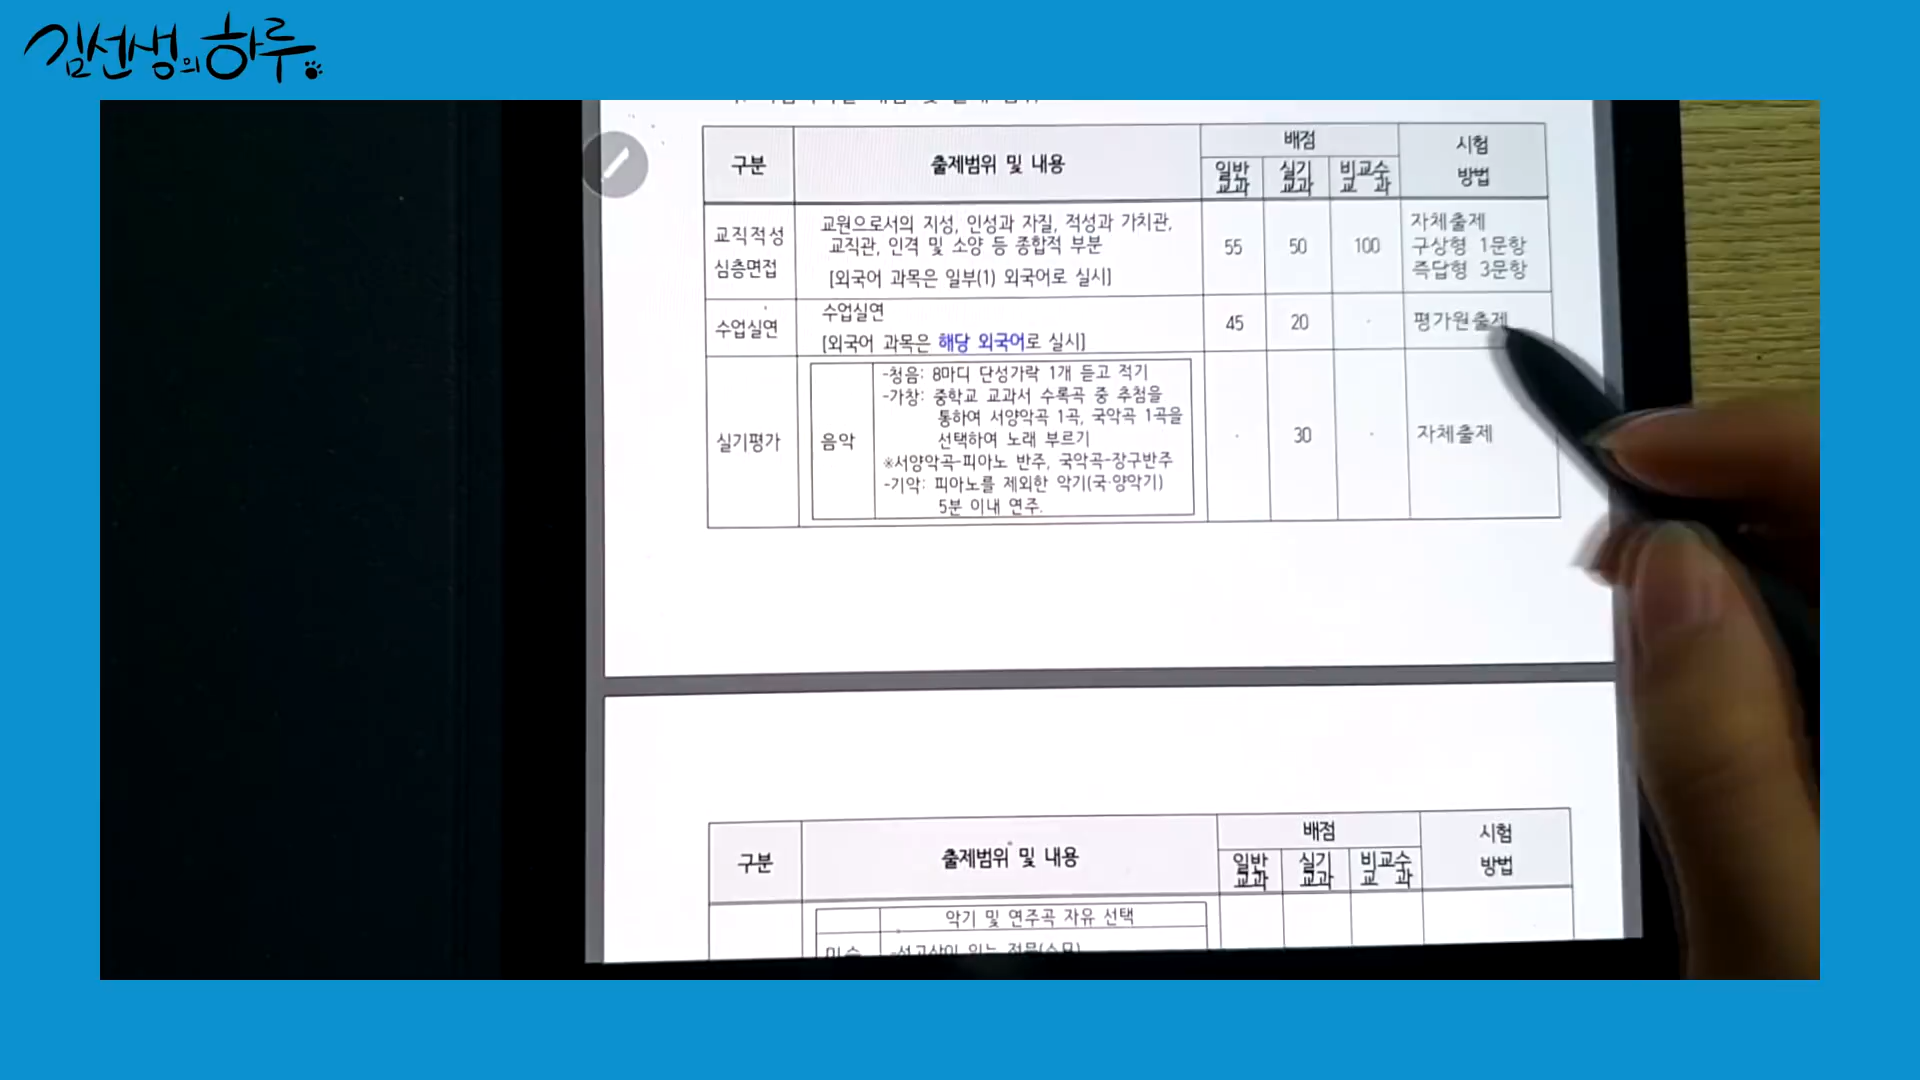 김선생의하루
구분 출제범위 및 내용 배점 시험 방법
일반교과 실기교과 비교수교 과
교직적성 심층면접
교원으로서의 지성, 인성과 자질, 적성과 가치관,
교직관, 인격 및 소양 등 종합적 부분
[외국어 과목은 일부(1) 외국어로 실시]
55 50 100
자체출제
구상형 1문항
즉답형 3문항
수업실연
수업실연
[외국어 과목은 해당 외국어로 실시]
45 20 ·
평가원출제
실기평가
음악
-청음: 8마디 단성가락 1개 듣고 적기
-가창: 중학교 교과서 수록곡 중 추첨을
통하여 서양악곡 1곡, 국악곡 1곡을
선택하여 노래 부르기
※서양악곡-피아노 반주, 국악곡-장구반주
-기악: 피아노를 제외한 악기(국·양악기)
5분 이내 연주.
· 30 ·
자체출제
구분 출제범위 및 내용 배점 시험 방법
일반교과 실기교과 비교수교 과
악기 및 연주곡 자유 선택